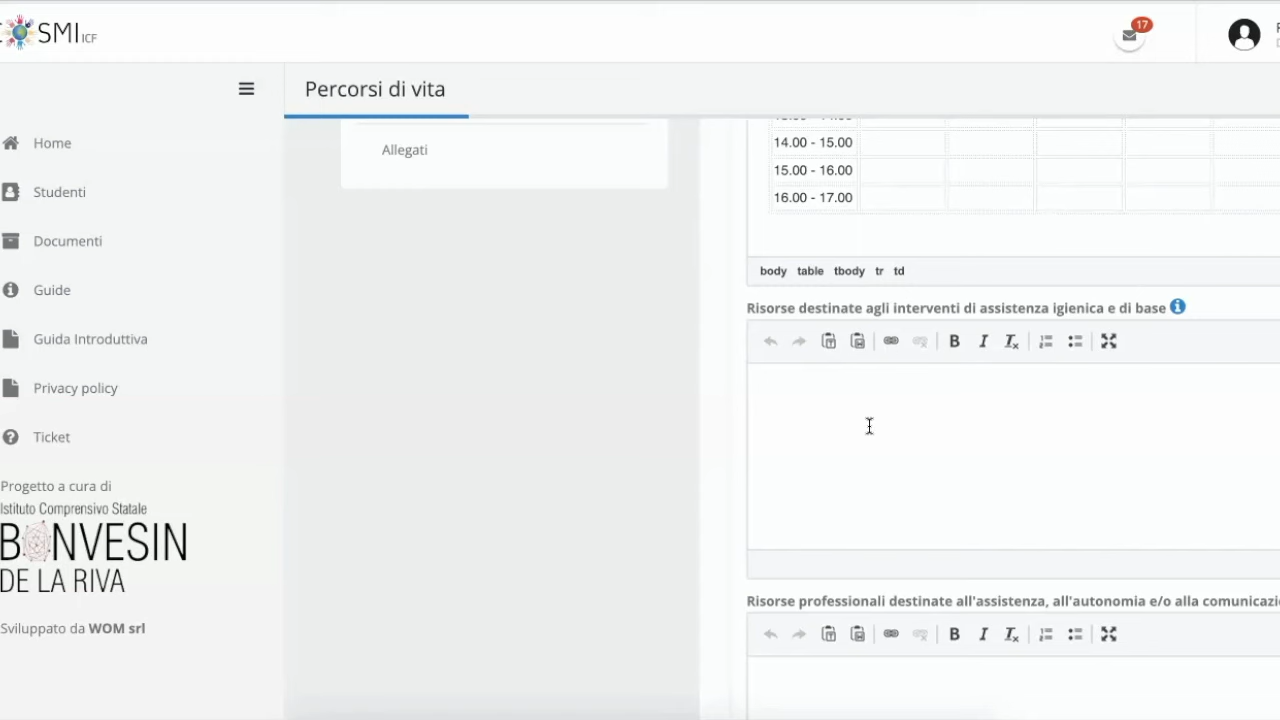 SMI ICF
17
Percorsi di vita
Home
Studenti
Documenti
Guide
Guida Introduttiva
Privacy policy
Ticket
Progetto a cura di
Istituto Comprensivo Statale
BONVESIN
DE LA RIVA
Sviluppato da WOM srl
Allegati
14.00 - 15.00
15.00 - 16.00
16.00 - 17.00
body table tbody tr td
Risorse destinate agli interventi di assistenza igienica e di base
B I Tx
Risorse professionali destinate all'assistenza, all'autonomia e/o alla
B I Tx